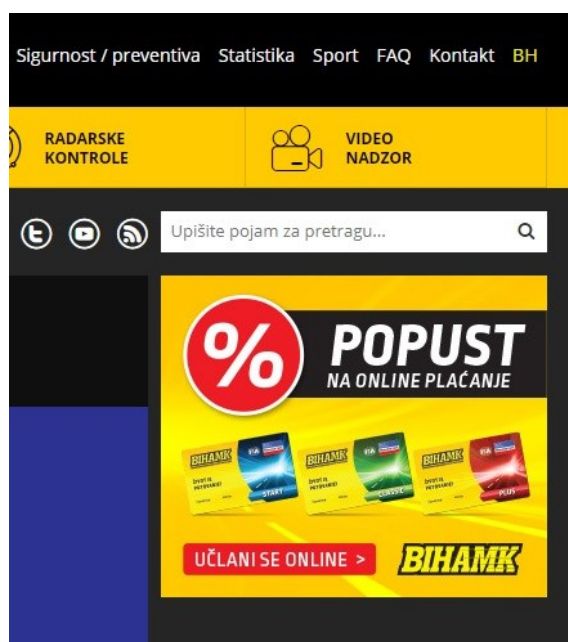 Sigurnost / preventiva Statistika Sport FAQ Kontakt BH
RADARSKE
KONTROLE
VIDEO
NADZOR
Upišite pojam za pretragu...
%
POPUST
NA ONLINE PLAĆANJE
BIHAMK
START
BIHAMK
CLASSIC
BIHAMK
PLUS
UČLANI SE ONLINE >
BIHAMK